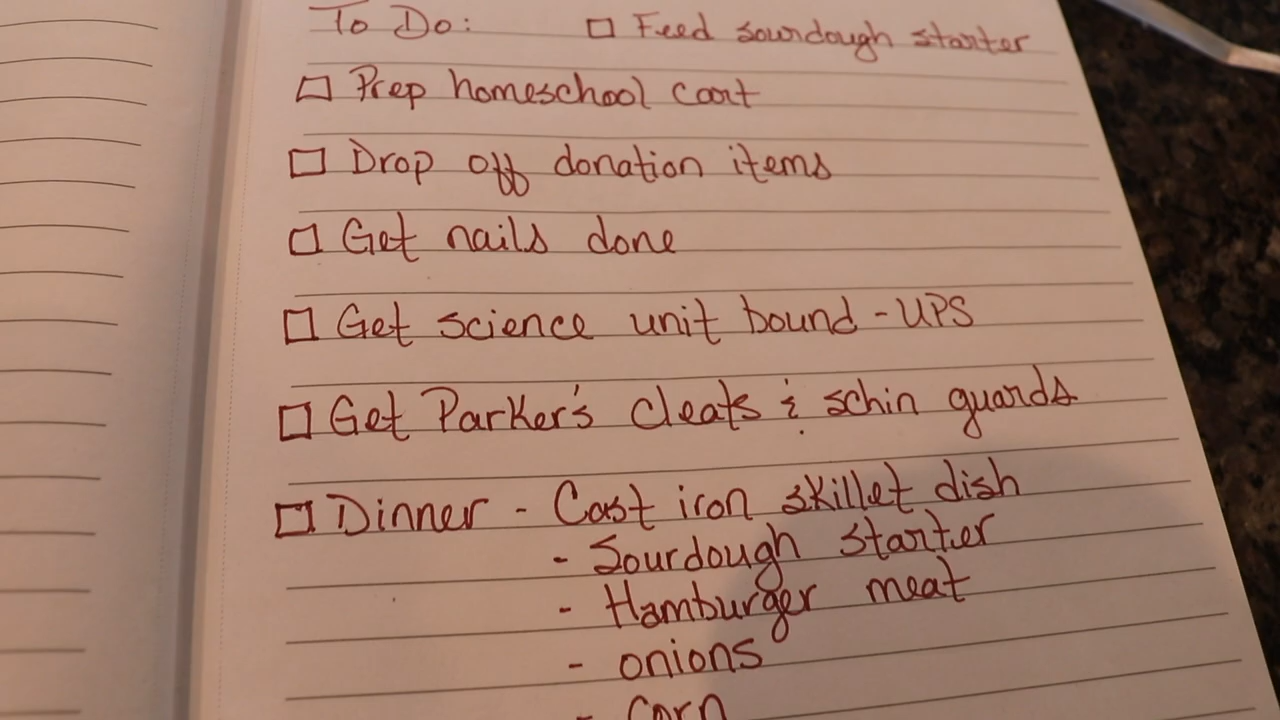 To Do: □ Feed sourdough starter
□ Prep homeschool cart
□ Drop off donation items
□ Get nails done
□ Get science unit bound - UPS
□ Get Parker's cleats & schin guards
□ Dinner - Cast iron skillet dish
- Sourdough starter
- Hamburger meat
- onions
- corn